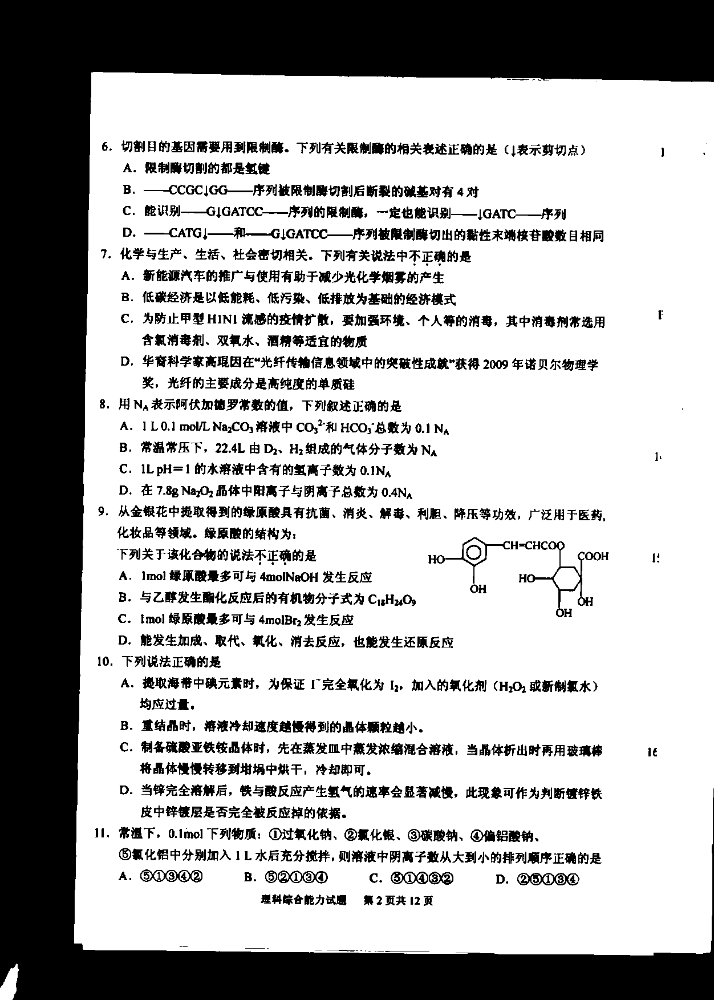 6. 切割目的基因需要用到限制酶。下列有关限制酶的相关表述正确的是（↓表示剪切点）
A. 限制酶切割的都是氢键
B. ——CCGC↓GG——序列被限制酶切割后断裂的碱基对有 4 对
C. 能识别——G↓GATCC——序列的限制酶，一定也能识别——↓GATC——序列
D. ——CATG↓——和——G↓GATCC——序列被限制酶切出的黏性末端核苷酸数目相同
7. 化学与生产、生活、社会密切相关。下列有关说法中不正确的是
A. 新能源汽车的推广与使用有助于减少光化学烟雾的产生
B. 低碳经济是以低能耗、低污染、低排放为基础的经济模式
C. 为防止甲型 H1N1 流感的疫情扩散，要加强环境、个人等的消毒，其中消毒剂常选用
含氯消毒剂、双氧水、酒精等适宜的物质
D. 华裔科学家高琨因在“光纤传输信息领域中的突破性成就”获得 2009 年诺贝尔物理学
奖，光纤的主要成分是高纯度的单质硅
8. 用 N_A 表示阿伏加德罗常数的值，下列叙述正确的是
A. 1 L 0.1 mol/L Na₂CO₃ 溶液中 CO₃²⁻和 HCO₃⁻总数为 0.1 N_A
B. 常温常压下，22.4L 由 D₂、H₂ 组成的气体分子数为 N_A
C. 1L pH＝1 的水溶液中含有的氢离子数为 0.1N_A
D. 在 7.8g Na₂O₂ 晶体中阳离子与阴离子总数为 0.4N_A
9. 从金银花中提取得到的绿原酸具有抗菌、消炎、解毒、利胆、降压等功效，广泛用于医药,
化妆品等领域。绿原酸的结构为：
CH=CHCOO
COOH
HO
HO
OH
OH
OH
下列关于该化合物的说法不正确的是
A. 1mol 绿原酸最多可与 4molNaOH 发生反应
B. 与乙醇发生酯化反应后的有机物分子式为 C₁₈H₂₄O₉
C. 1mol 绿原酸最多可与 4molBr₂ 发生反应
D. 能发生加成、取代、氧化、消去反应，也能发生还原反应
10. 下列说法正确的是
A. 提取海带中碘元素时，为保证 I⁻完全氧化为 I₂，加入的氧化剂（H₂O₂ 或新制氯水）
均应过量。
B. 重结晶时，溶液冷却速度越慢得到的晶体颗粒越小。
C. 制备硫酸亚铁铵晶体时，先在蒸发皿中蒸发浓缩混合溶液，当晶体析出时再用玻璃棒
将晶体慢慢转移到坩埚中烘干，冷却即可。
D. 当锌完全溶解后，铁与酸反应产生氢气的速率会显著减慢，此现象可作为判断镀锌铁
皮中锌镀层是否完全被反应掉的依据。
11. 常温下，0.1mol 下列物质：①过氧化钠、②氯化银、③碳酸钠、④偏铝酸钠、
⑤氯化铝中分别加入 1 L 水后充分搅拌，则溶液中阴离子数从大到小的排列顺序正确的是
A. ⑤①③④② B. ⑤②①③④ C. ⑤①④③② D. ②⑤①③④
理科综合能力试题 第 2 页共 12 页